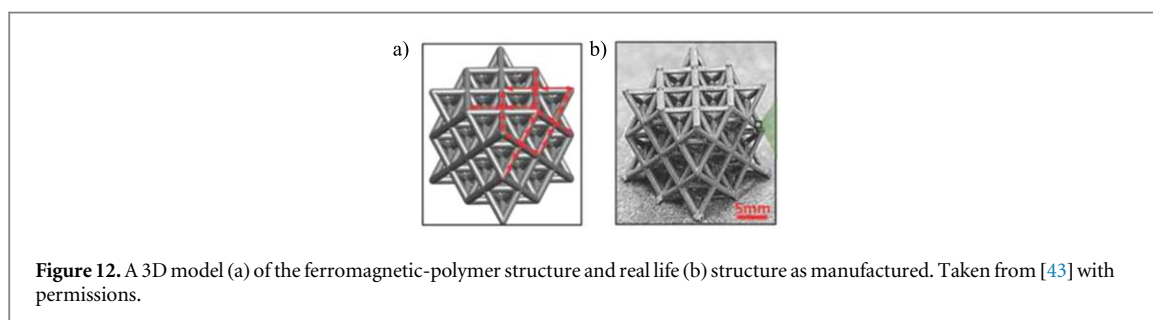 a)
b)
5mm
Figure 12. A 3D model (a) of the ferromagnetic-polymer structure and real life (b) structure as manufactured. Taken from [43] with
permissions.